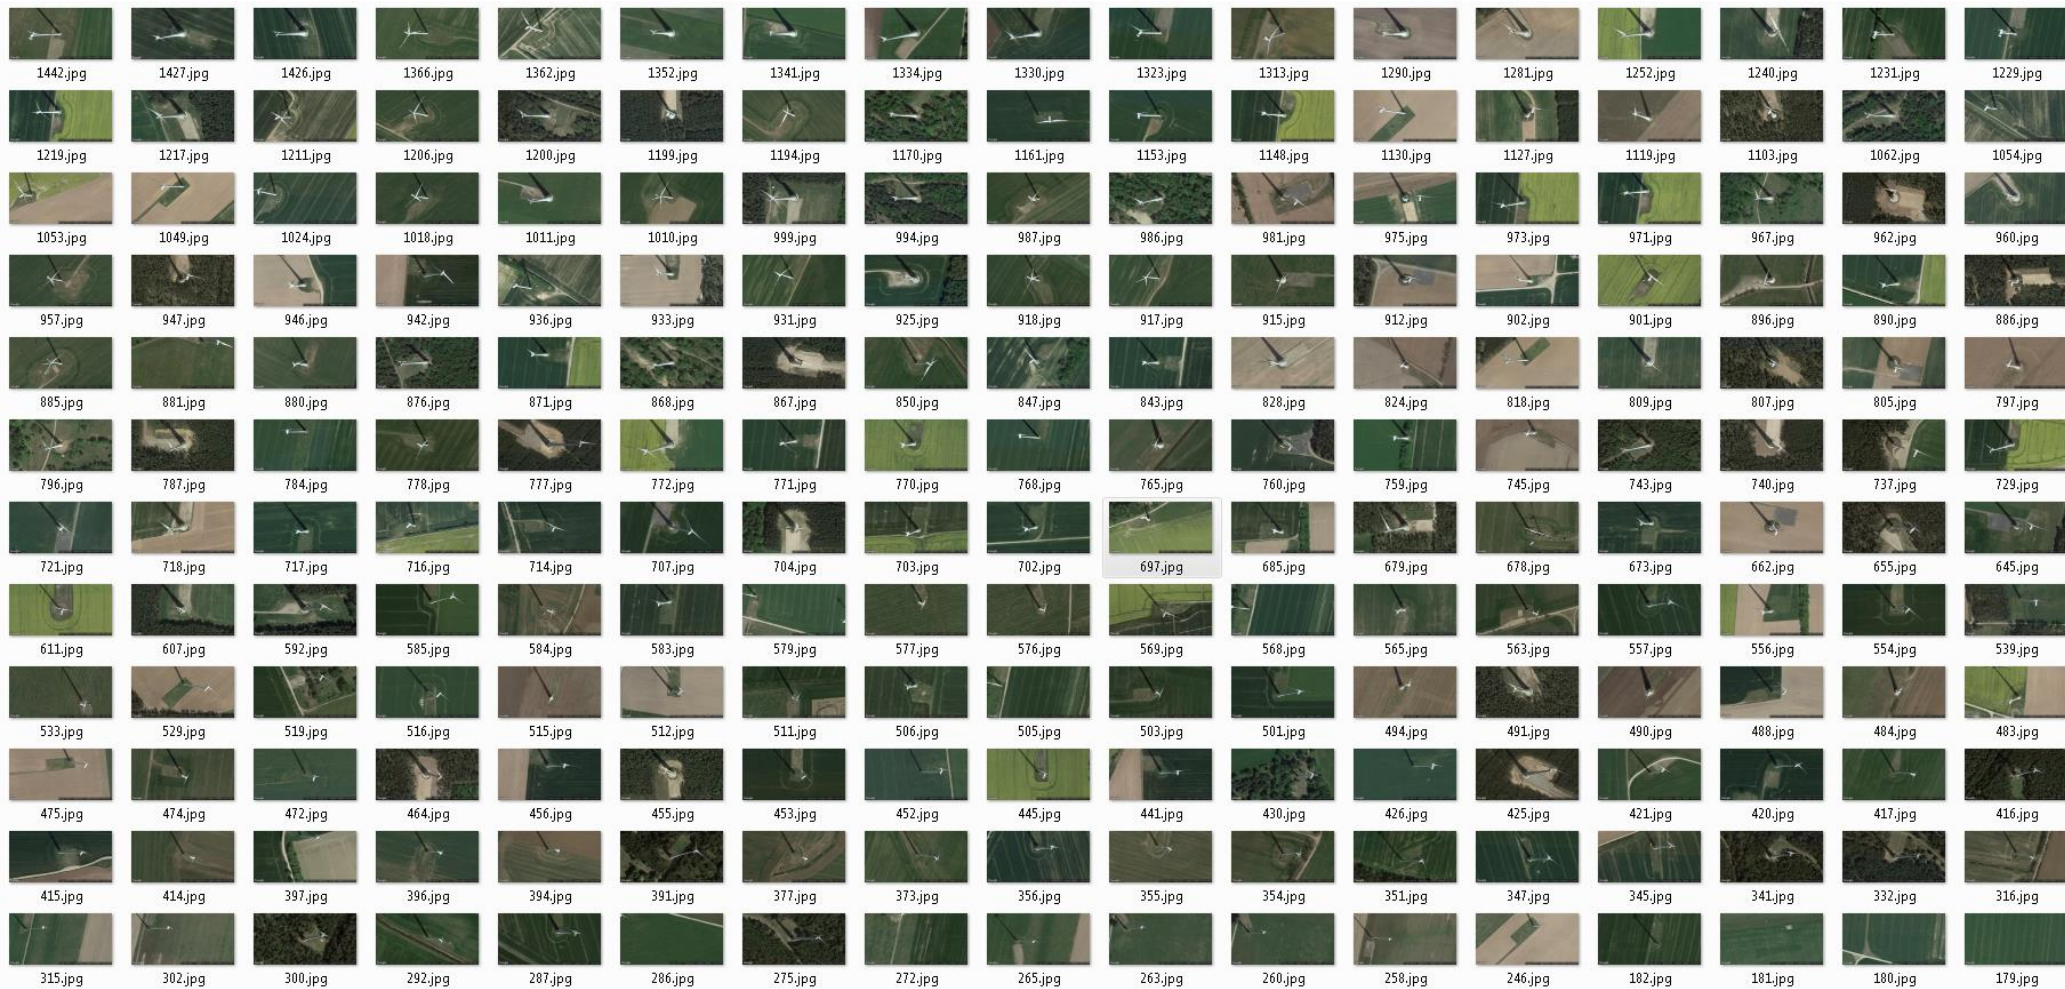 1442.jpg 1427.jpg 1426.jpg 1366.jpg 1362.jpg 1352.jpg 1341.jpg 1334.jpg 1330.jpg 1323.jpg 1313.jpg 1290.jpg 1281.jpg 1252.jpg 1240.jpg 1231.jpg 1229.jpg
1219.jpg 1217.jpg 1211.jpg 1206.jpg 1200.jpg 1199.jpg 1194.jpg 1170.jpg 1161.jpg 1153.jpg 1148.jpg 1130.jpg 1127.jpg 1119.jpg 1103.jpg 1062.jpg 1054.jpg
1053.jpg 1049.jpg 1024.jpg 1018.jpg 1011.jpg 1010.jpg 999.jpg 994.jpg 987.jpg 986.jpg 981.jpg 975.jpg 973.jpg 971.jpg 967.jpg 962.jpg 960.jpg
957.jpg 947.jpg 946.jpg 942.jpg 936.jpg 933.jpg 931.jpg 925.jpg 918.jpg 917.jpg 915.jpg 912.jpg 902.jpg 901.jpg 896.jpg 890.jpg 886.jpg
885.jpg 881.jpg 880.jpg 876.jpg 871.jpg 868.jpg 867.jpg 850.jpg 847.jpg 843.jpg 828.jpg 824.jpg 818.jpg 809.jpg 807.jpg 805.jpg 797.jpg
796.jpg 787.jpg 784.jpg 778.jpg 777.jpg 772.jpg 771.jpg 770.jpg 768.jpg 765.jpg 760.jpg 759.jpg 745.jpg 743.jpg 740.jpg 737.jpg 729.jpg
721.jpg 718.jpg 717.jpg 716.jpg 714.jpg 707.jpg 704.jpg 703.jpg 702.jpg 697.jpg 685.jpg 679.jpg 678.jpg 673.jpg 662.jpg 655.jpg 645.jpg
611.jpg 607.jpg 592.jpg 585.jpg 584.jpg 583.jpg 579.jpg 577.jpg 576.jpg 569.jpg 568.jpg 565.jpg 563.jpg 557.jpg 556.jpg 554.jpg 539.jpg
533.jpg 529.jpg 519.jpg 516.jpg 515.jpg 512.jpg 511.jpg 506.jpg 505.jpg 503.jpg 501.jpg 494.jpg 491.jpg 490.jpg 488.jpg 484.jpg 483.jpg
475.jpg 474.jpg 472.jpg 464.jpg 456.jpg 455.jpg 453.jpg 452.jpg 445.jpg 441.jpg 430.jpg 426.jpg 425.jpg 421.jpg 420.jpg 417.jpg 416.jpg
415.jpg 414.jpg 397.jpg 396.jpg 394.jpg 391.jpg 377.jpg 373.jpg 356.jpg 355.jpg 354.jpg 351.jpg 347.jpg 345.jpg 341.jpg 332.jpg 316.jpg
315.jpg 302.jpg 300.jpg 292.jpg 287.jpg 286.jpg 275.jpg 272.jpg 265.jpg 263.jpg 260.jpg 258.jpg 246.jpg 182.jpg 181.jpg 180.jpg 179.jpg